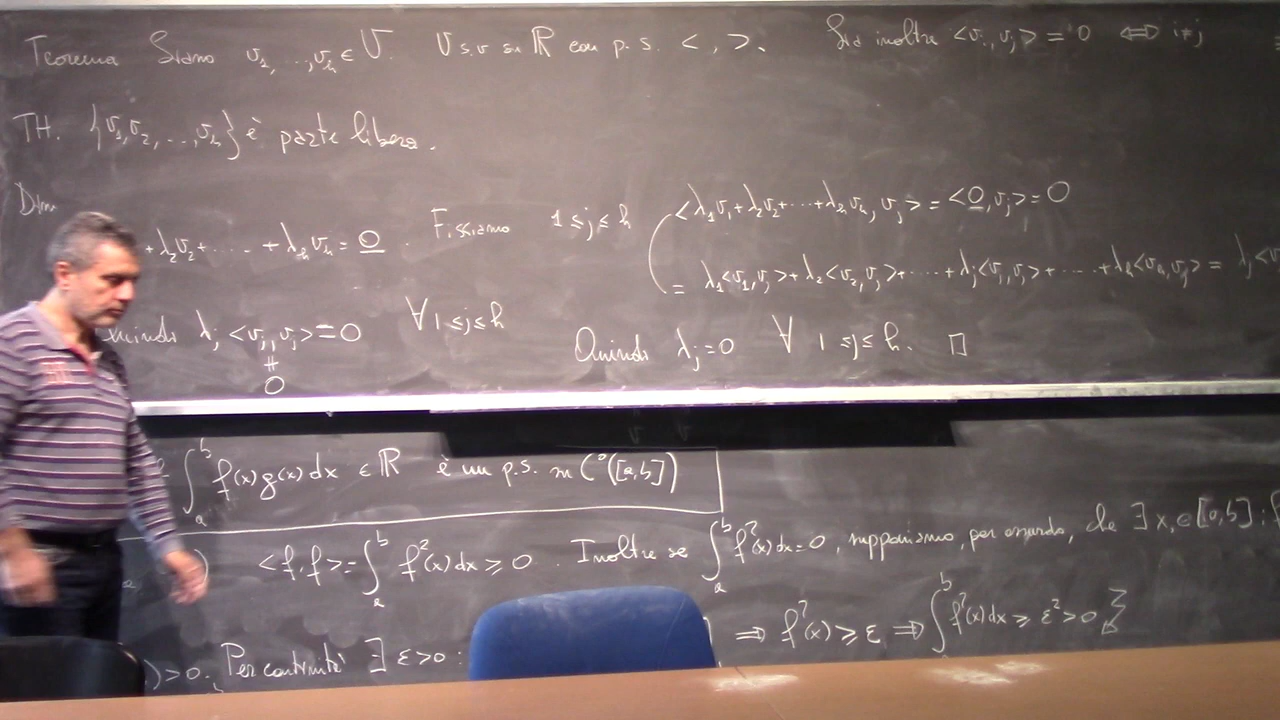 Teorema Siano v₁, ..., vₕ ∈ V. V s.v su ℝ con p.s. < , >. Sia inoltre <vᵢ, vⱼ> = 0 ⟺ i≠j
TH. {v₁, v₂, ..., vₕ} è parte libera.
Dim
+ λ₂v₂ + .... + λₕvₕ = 0. Fissiamo 1 ≤ j ≤ h
<λ₁v₁ + λ₂v₂ + ... + λₕvₕ, vⱼ> = <0, vⱼ> = 0
= λ₁<v₁, vⱼ> + λ₂<v₂, vⱼ> + .... + λⱼ<vⱼ, vⱼ> + .... + λₕ<vₕ, vⱼ> = λⱼ<v
Quindi λⱼ <vⱼ, vⱼ> = 0 ∀ 1 ≤ j ≤ h
≠
0
Quindi λⱼ = 0 ∀ 1 ≤ j ≤ h. □
∫ₐᵇ f(x)g(x)dx ∈ ℝ è un p.s. in C⁰([a,b])
<f,f> = ∫ₐᵇ f²(x)dx ≥ 0. Inoltre se ∫ₐᵇ f²(x)dx = 0, supponiamo, per assurdo, che ∃ x₁ ∈ [a,b] : f
) > 0. Per continuità ∃ ε > 0 :
⟹ f²(x) ≥ ε ⟹ ∫ₐᵇ f²(x)dx ≥ ε² > 0